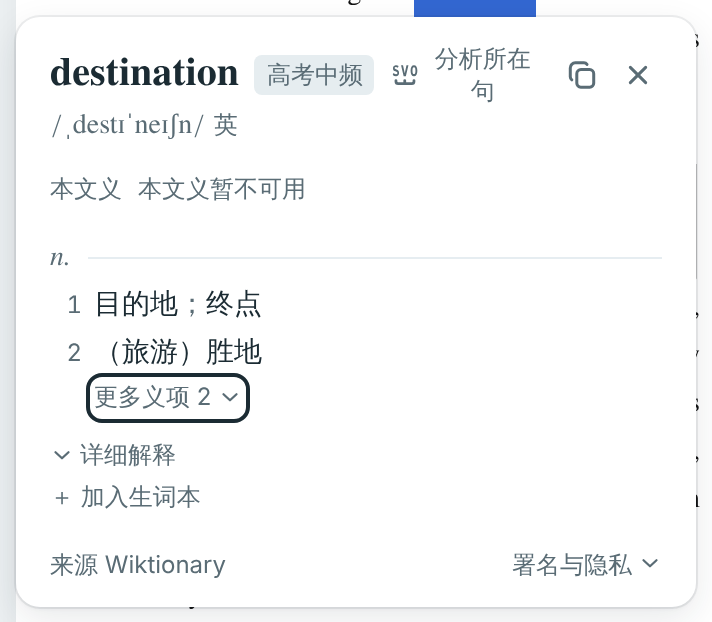 destination 高考中频 SVO 分析所在句
/ˌdestɪˈneɪʃn/ 英
本文义 本文义暂不可用
n.
1 目的地；终点
2 （旅游）胜地
更多义项 2
详细解释
+ 加入生词本
来源 Wiktionary 署名与隐私